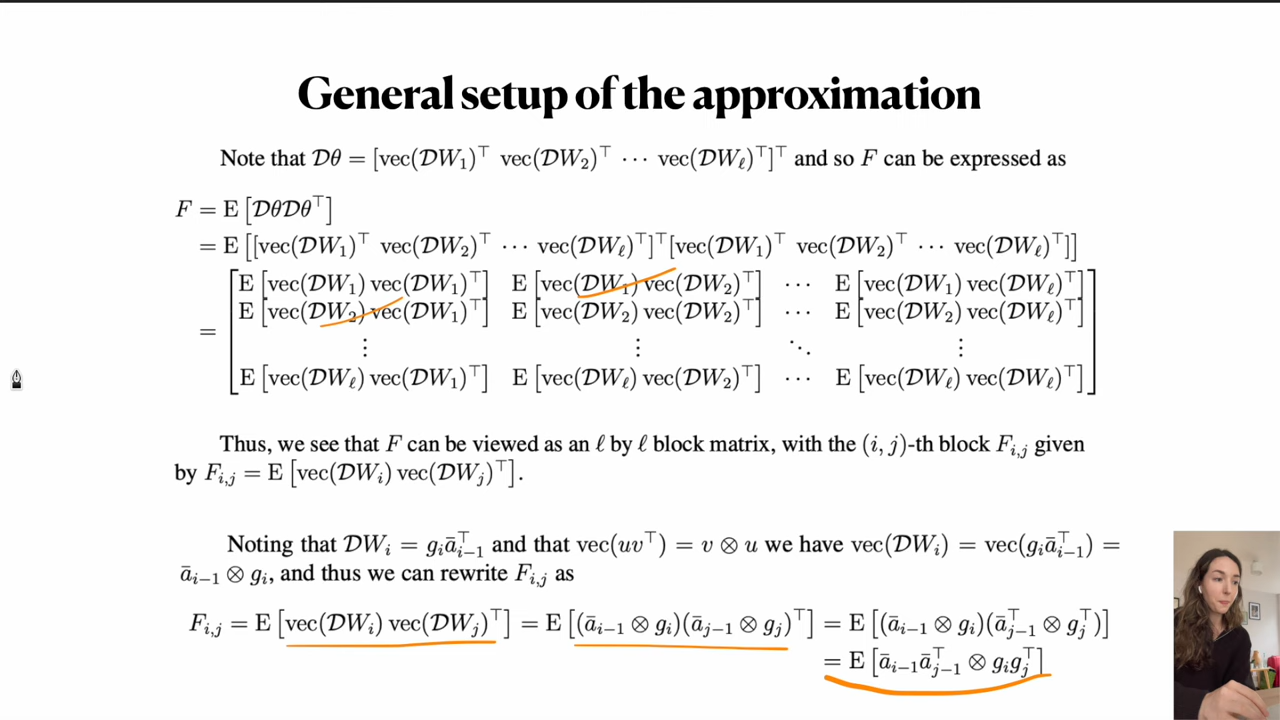 General setup of the approximation
Note that 𝒟θ = [vec(𝒟W₁)^⊤ vec(𝒟W₂)^⊤ ⋯ vec(𝒟W_ℓ)^⊤]^⊤ and so F can be expressed as
F = E [𝒟θ𝒟θ^⊤]
= E [[vec(𝒟W₁)^⊤ vec(𝒟W₂)^⊤ ⋯ vec(𝒟W_ℓ)^⊤]^⊤[vec(𝒟W₁)^⊤ vec(𝒟W₂)^⊤ ⋯ vec(𝒟W_ℓ)^⊤]]
E [vec(𝒟W₁) vec(𝒟W₁)^⊤] E [vec(𝒟W₁) vec(𝒟W₂)^⊤] ⋯ E [vec(𝒟W₁) vec(𝒟W_ℓ)^⊤]
E [vec(𝒟W₂) vec(𝒟W₁)^⊤] E [vec(𝒟W₂) vec(𝒟W₂)^⊤] ⋯ E [vec(𝒟W₂) vec(𝒟W_ℓ)^⊤]
= ⋮ ⋮ ⋱ ⋮
E [vec(𝒟W_ℓ) vec(𝒟W₁)^⊤] E [vec(𝒟W_ℓ) vec(𝒟W₂)^⊤] ⋯ E [vec(𝒟W_ℓ) vec(𝒟W_ℓ)^⊤]
Thus, we see that F can be viewed as an ℓ by ℓ block matrix, with the (i, j)-th block F_{i,j} given
by F_{i,j} = E [vec(𝒟W_i) vec(𝒟W_j)^⊤].
Noting that 𝒟W_i = g_i ā_{i−1}^⊤ and that vec(uv^⊤) = v ⊗ u we have vec(𝒟W_i) = vec(g_i ā_{i−1}^⊤) =
ā_{i−1} ⊗ g_i, and thus we can rewrite F_{i,j} as
F_{i,j} = E [vec(𝒟W_i) vec(𝒟W_j)^⊤] = E [(ā_{i−1} ⊗ g_i)(ā_{j−1} ⊗ g_j)^⊤] = E [(ā_{i−1} ⊗ g_i)(ā_{j−1}^⊤ ⊗ g_j^⊤)]
= E [ā_{i−1} ā_{j−1}^⊤ ⊗ g_i g_j^⊤]